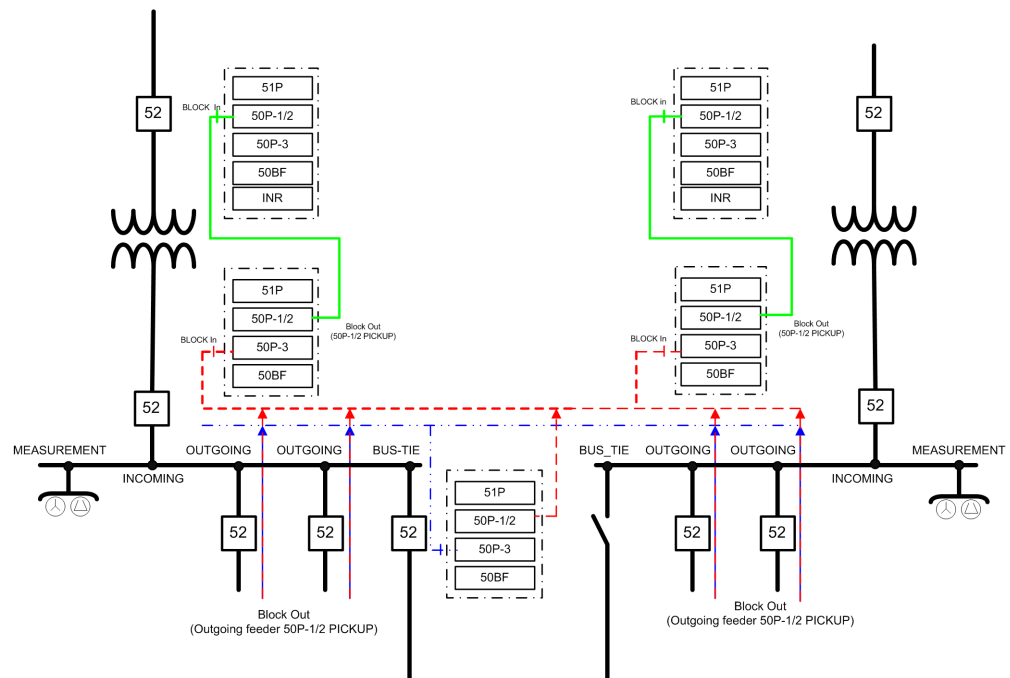 52
BLOCK In
51P
50P-1/2
50P-3
50BF
INR
BLOCK in
51P
50P-1/2
50P-3
50BF
INR
52
51P
50P-1/2
50P-3
50BF
BLOCK In
Block Out
(50P-1/2 PICKUP)
51P
50P-1/2
50P-3
50BF
BLOCK In
Block Out
(50P-1/2 PICKUP)
52
52
MEASUREMENT
INCOMING
OUTGOING
OUTGOING
BUS-TIE
BUS_TIE
OUTGOING
OUTGOING
INCOMING
MEASUREMENT
52
52
52
51P
50P-1/2
50P-3
50BF
52
52
Block Out
(Outgoing feeder 50P-1/2 PICKUP)
Block Out
(Outgoing feeder 50P-1/2 PICKUP)